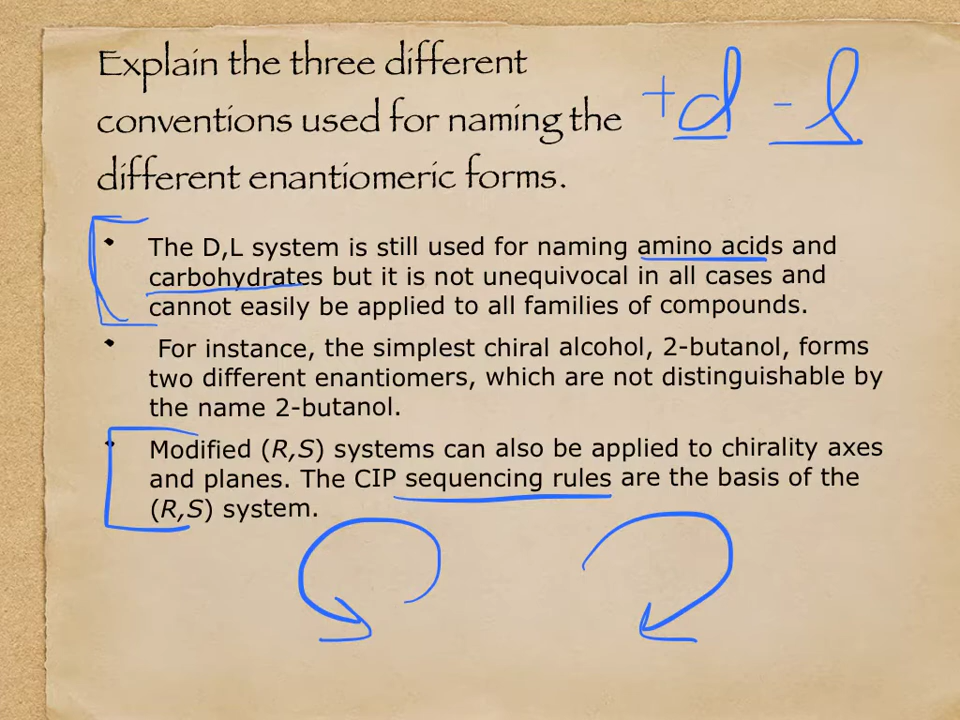 Explain the three different
conventions used for naming the
different enantiomeric forms.
+d - l
• The D,L system is still used for naming amino acids and
carbohydrates but it is not unequivocal in all cases and
cannot easily be applied to all families of compounds.
• For instance, the simplest chiral alcohol, 2-butanol, forms
two different enantiomers, which are not distinguishable by
the name 2-butanol.
• Modified (R,S) systems can also be applied to chirality axes
and planes. The CIP sequencing rules are the basis of the
(R,S) system.